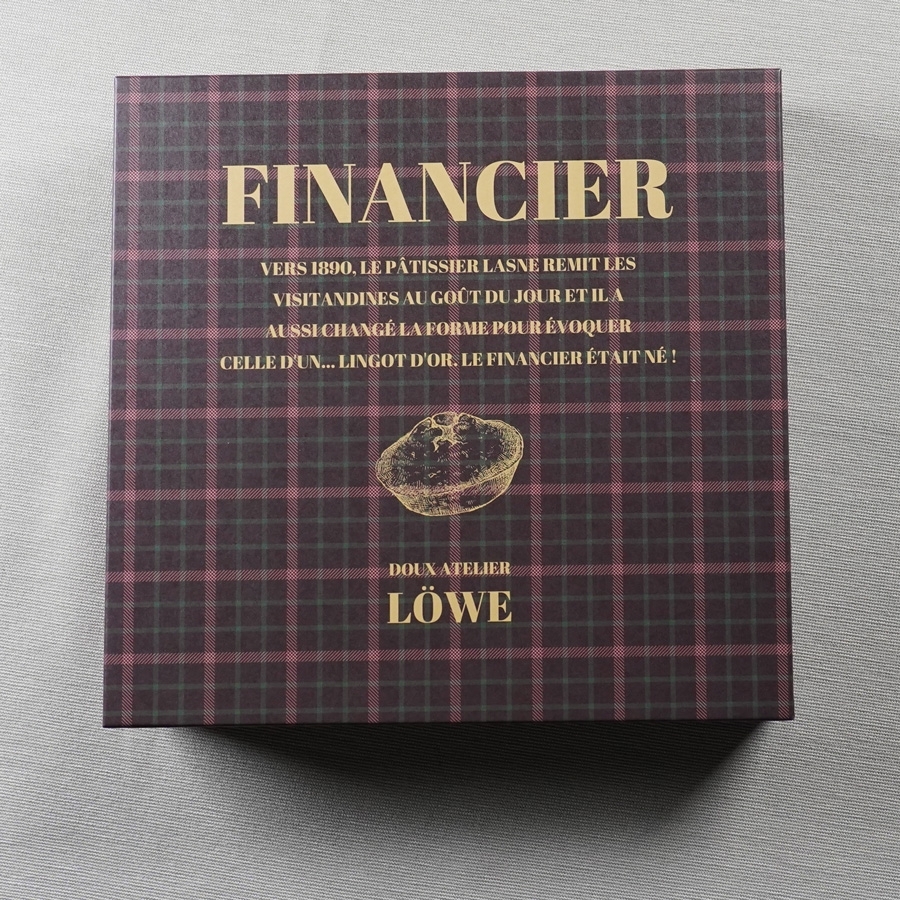 FINANCIER
VERS 1890, LE PÂTISSIER LASNE REMIT LES
VISITANDINES AU GOÛT DU JOUR ET IL A
AUSSI CHANGÉ LA FORME POUR ÉVOQUER
CELLE D'UN... LINGOT D'OR. LE FINANCIER ÉTAIT NÉ !
DOUX ATELIER
LÖWE